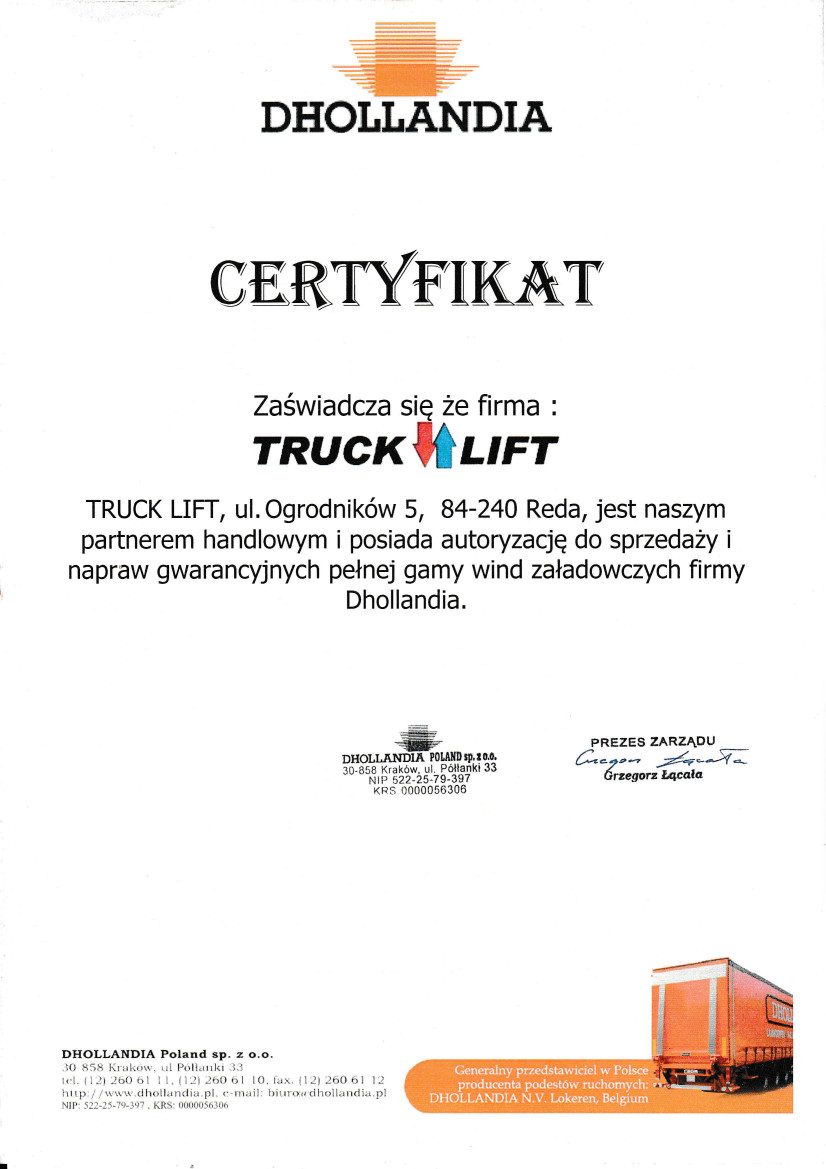 DHOLLANDIA
CERTYFIKAT
Zaświadcza się że firma :
TRUCK LIFT
TRUCK LIFT, ul. Ogrodników 5, 84-240 Reda, jest naszym
partnerem handlowym i posiada autoryzację do sprzedaży i
napraw gwarancyjnych pełnej gamy wind załadowczych firmy
Dhollandia.
DHOLLANDIA POLAND sp. z o.o.
30-858 Kraków, ul. Półłanki 33
NIP 522-25-79-397
KRS 0000056306
PREZES ZARZĄDU
Grzegorz Łącała
Grzegorz Łącała
DHOLLANDIA Poland sp. z o.o.
30 858 Kraków, ul Półłanki 33
tel. (12) 260 61 11, (12) 260 61 10, fax. (12) 260 61 12
http://www.dhollandia.pl, e-mail: biuro@dhollandia.pl
NIP: 522-25-79-397 , KRS: 0000056306
Generalny przedstawiciel w Polsce
producenta podestów ruchomych:
DHOLLANDIA N.V. Lokeren, Belgium
DHOLL